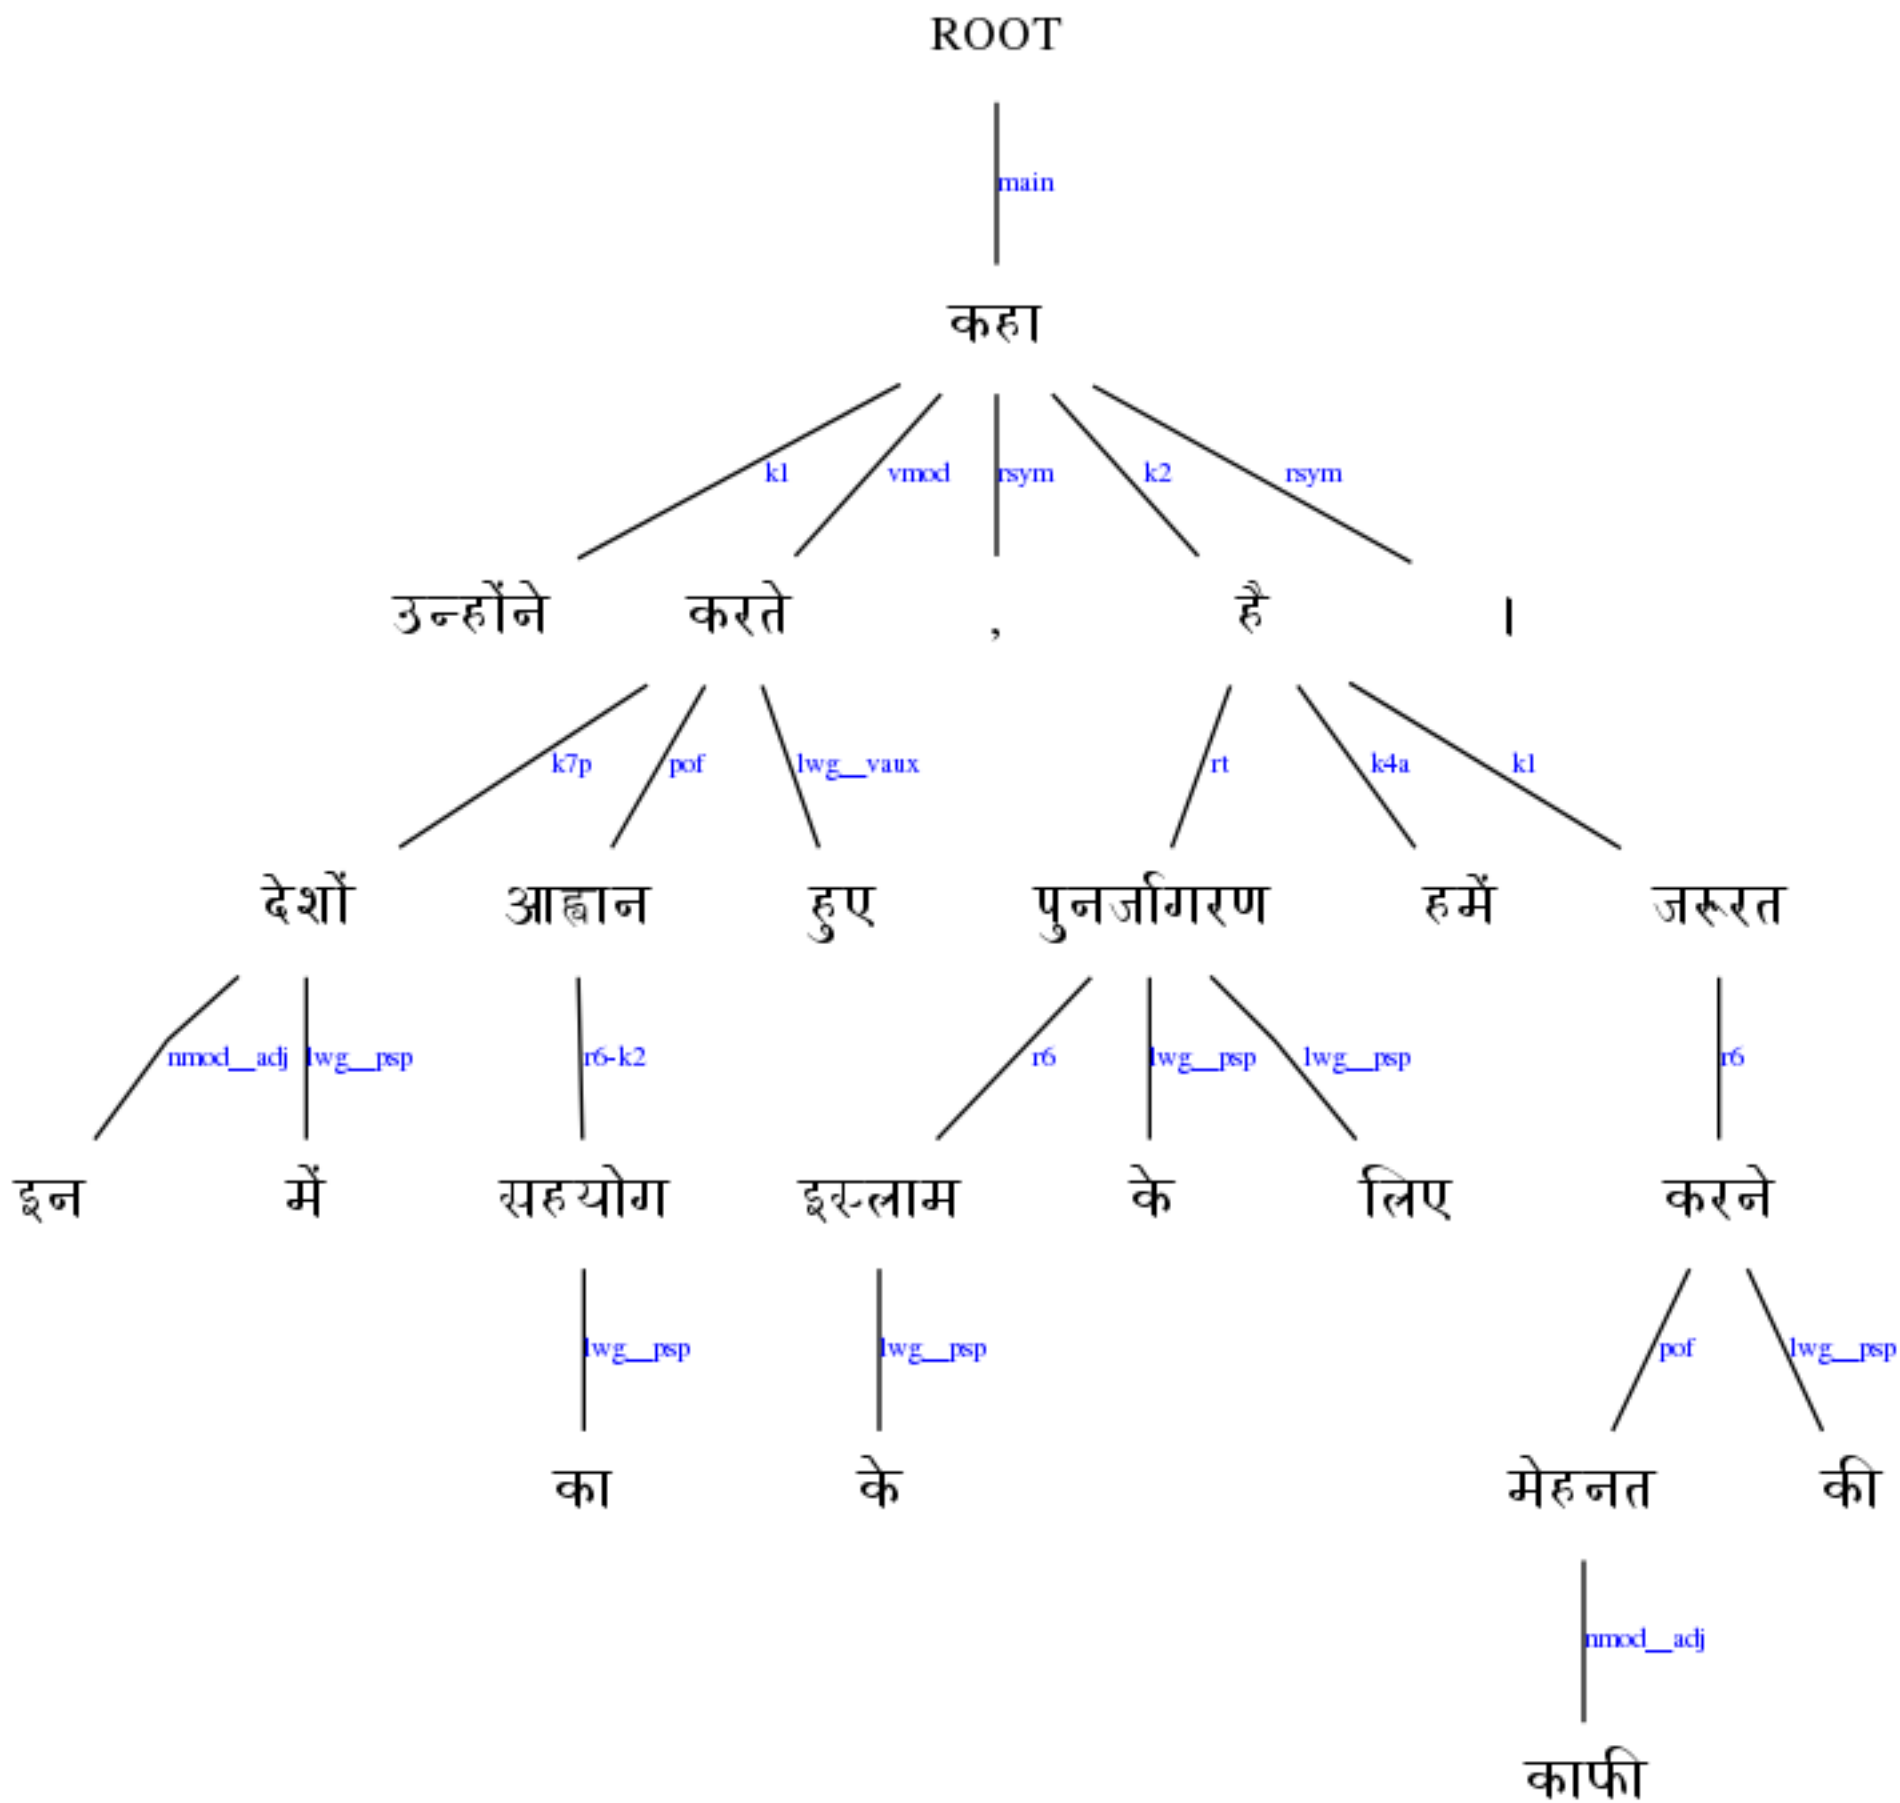 ROOT
main
कहा
k1 vmod rsym k2 rsym
उन्होंने करते , है ।
k7p pof lwg__vaux rt k4a k1
देशों आह्वान हुए पुनर्जागरण हमें जरूरत
nmod__adj lwg__psp r6-k2 r6 lwg__psp lwg__psp r6
इन में सहयोग इस्लाम के लिए करने
lwg__psp lwg__psp pof lwg__psp
का के मेहनत की
nmod__adj
काफी